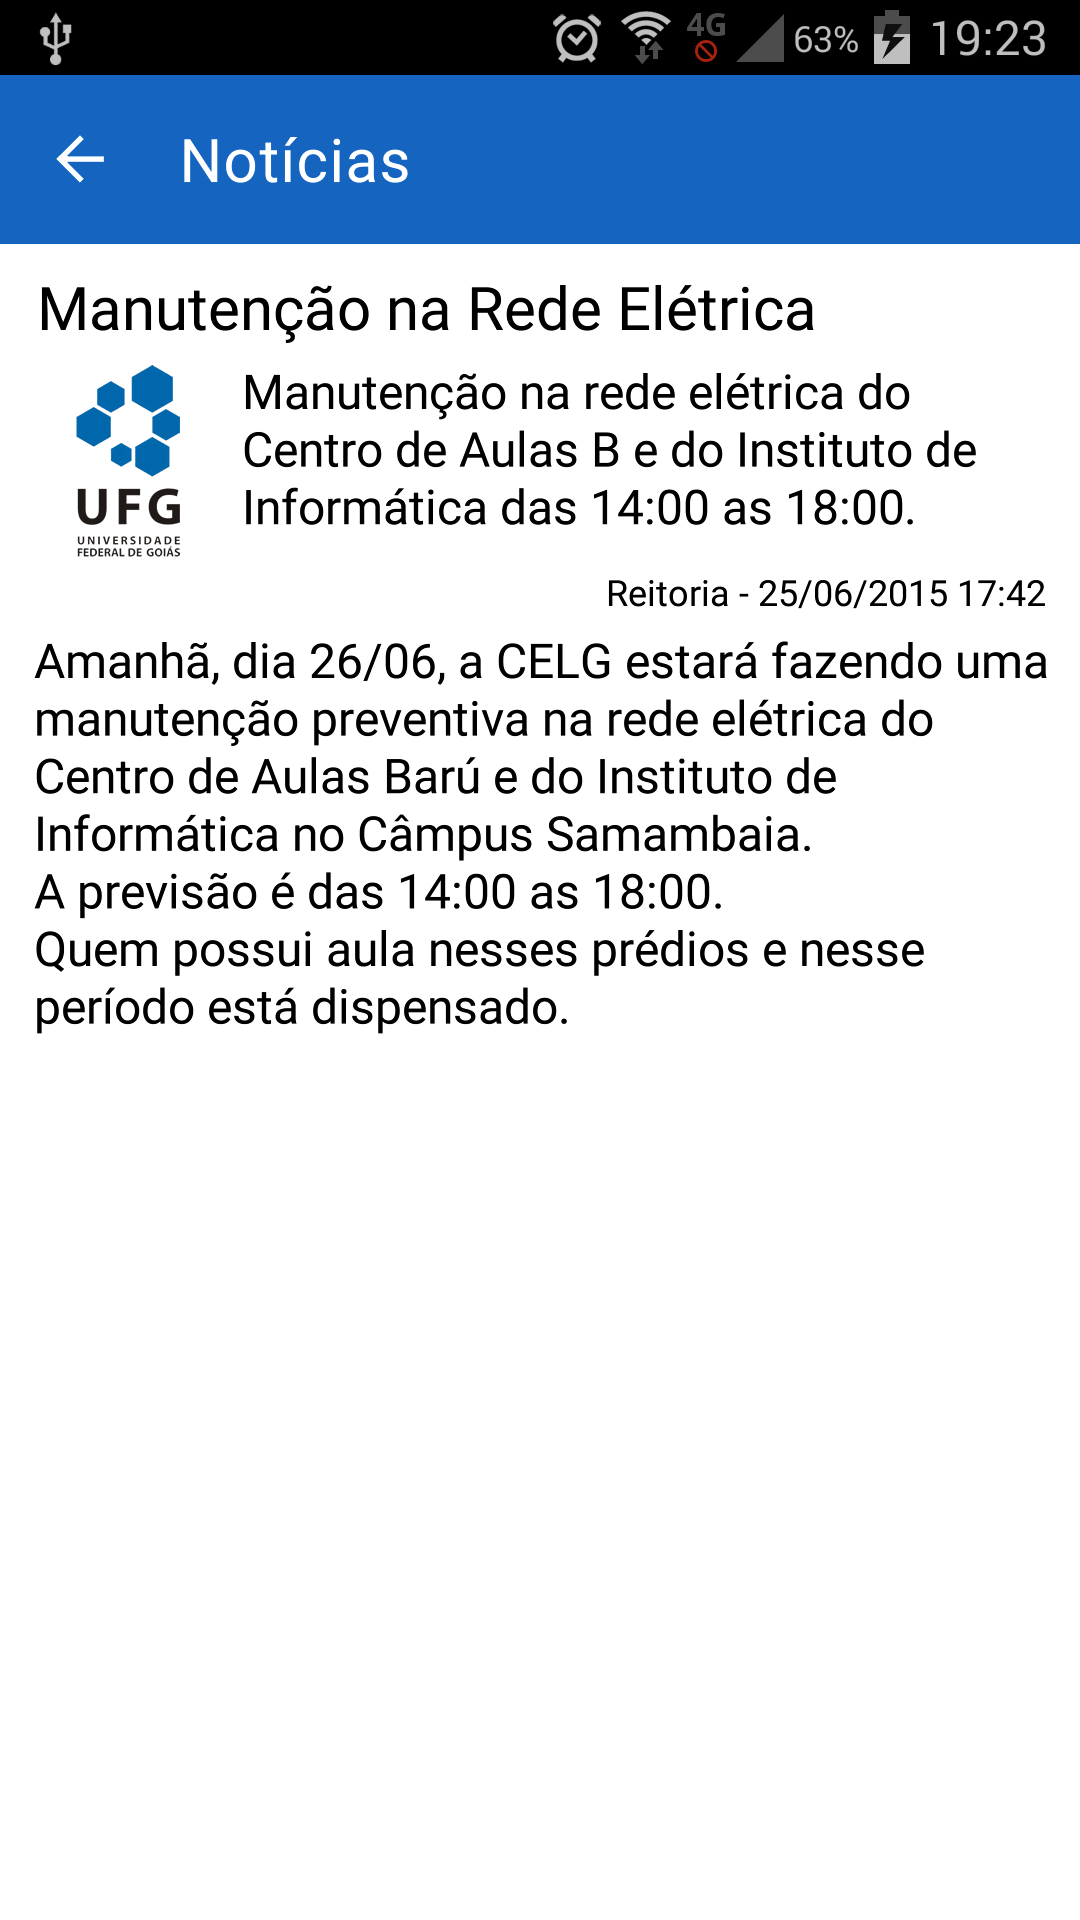 4G 63% 19:23
Notícias
Manutenção na Rede Elétrica
Manutenção na rede elétrica do
Centro de Aulas B e do Instituto de
Informática das 14:00 as 18:00.
UFG
UNIVERSIDADE
FEDERAL DE GOIÁS
Reitoria - 25/06/2015 17:42
Amanhã, dia 26/06, a CELG estará fazendo uma
manutenção preventiva na rede elétrica do
Centro de Aulas Barú e do Instituto de
Informática no Câmpus Samambaia.
A previsão é das 14:00 as 18:00.
Quem possui aula nesses prédios e nesse
período está dispensado.